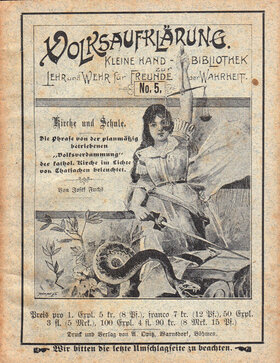 VOLKSAUFKLÄRUNG.
KLEINE HAND-BIBLIOTHEK
ZUR
LEHR UND WEHR für FREUNDE DER WAHRHEIT.
No. 5.
Kirche und Schule.
Die Phrase von der planmäßig
betriebenen
„Volksverdummung"
der kathol. Kirche im Lichte
von Thatsachen beleuchtet.
Von Josef Fuchs
Preis pro 1. Expl. 5 kr. (8 Pf.), franco 7 kr. (12 Pf.), 50 Expl.
3 fl. (5 Mrk.), 100 Expl. 4 fl. 90 kr. (8 Mrk. 15 Pf.)
Druck und Verlag von A. Opitz, Warnsdorf, Böhmen.
Wir bitten die letzte Umschlagseite zu beachten.